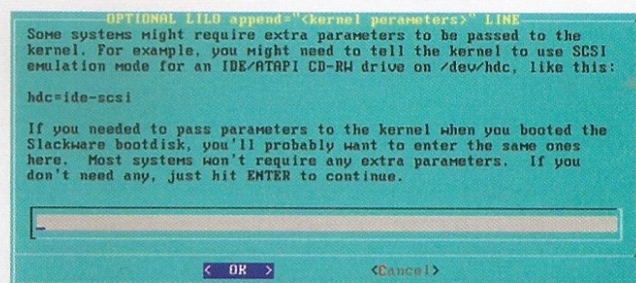 OPTIONAL LILO append="<kernel perameters>" LINE
Some systems might require extra parameters to be passed to the
kernel. For example, you might need to tell the kernel to use SCSI
emulation mode for an IDE/ATAPI CD-RW drive on /dev/hdc, like this:
hdc=ide-scsi
If you needed to pass parameters to the kernel when you booted the
Slackware bootdisk, you'll probably want to enter the same ones
here. Most systems won't require any extra parameters. If you
don't need any, just hit ENTER to continue.
< OK > <Cancel>